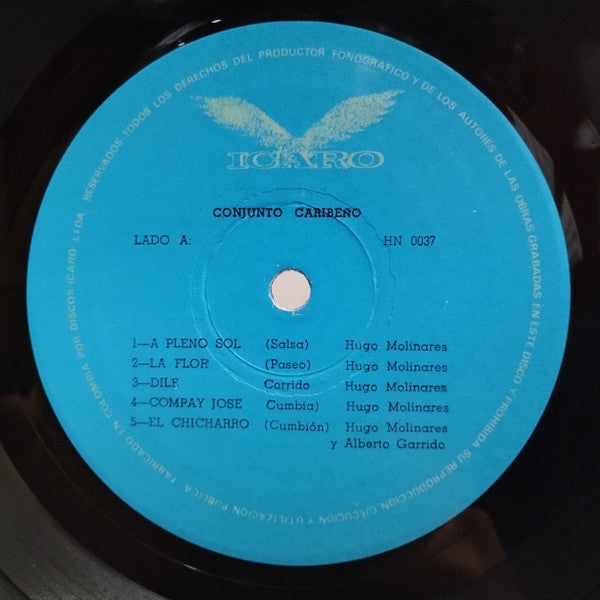 RESERVADOS TODOS LOS DERECHOS DEL PRODUCTOR FONOGRAFICO Y DE LOS AUTORES DE LAS OBRAS GRABADAS EN ESTE DISCO Y PROHIBIDA SU REPRODUCCION EJECUCION Y UTILIZACION PUBLICA
FABRICADO EN COLOMBIA POR DISCOS ICARO LTDA
ICARO
CONJUNTO CARIBEÑO
LADO A: HN 0037
1—A PLENO SOL (Salsa) Hugo Molinares
2—LA FLOR (Paseo) Hugo Molinares
3—DILE Corrido Hugo Molinares
4—COMPAY JOSE Cumbia) Hugo Molinares
5—EL CHICHARRO (Cumbión) Hugo Molinares
y Alberto Garrido